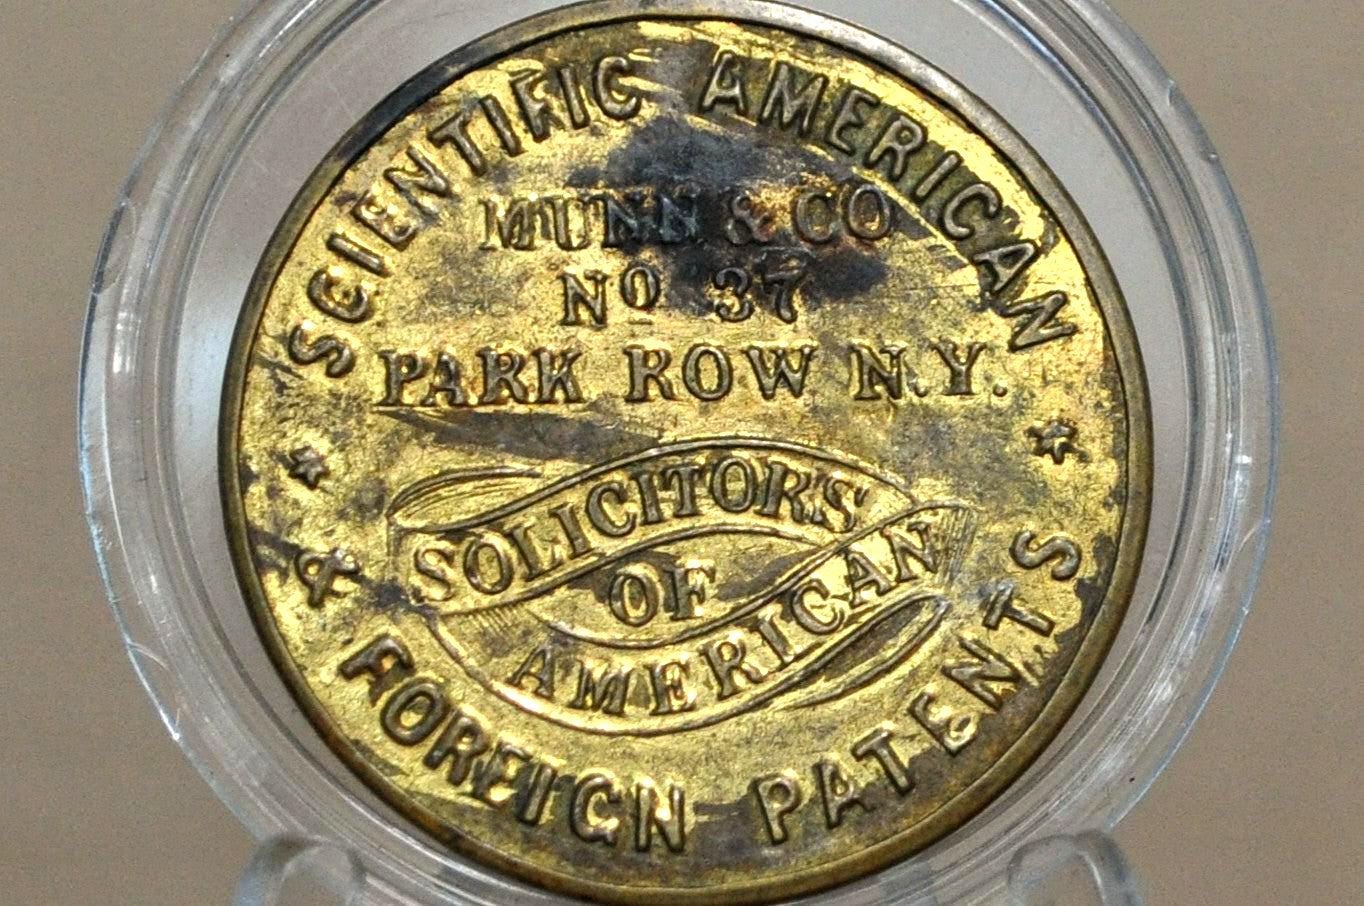 SCIENTIFIC AMERICAN
MUNN & CO
No 37
PARK ROW N.Y.
SOLICITORS
OF
AMERICAN
& FOREIGN PATENTS